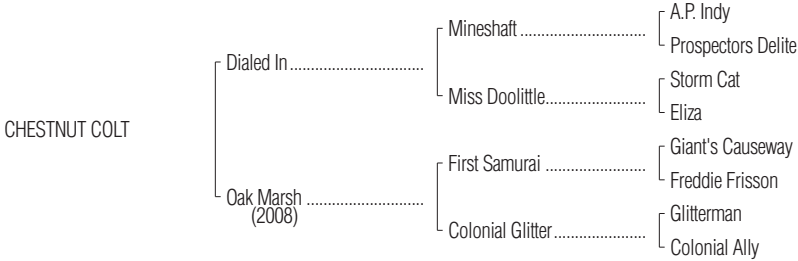 A.P. Indy
Mineshaft ..............................
Prospectors Delite
Dialed In ................................
Storm Cat
Miss Doolittle........................
Eliza
CHESTNUT COLT
Giant's Causeway
First Samurai ........................
Freddie Frisson
Oak Marsh ............................
(2008)
Glitterman
Colonial Glitter......................
Colonial Ally